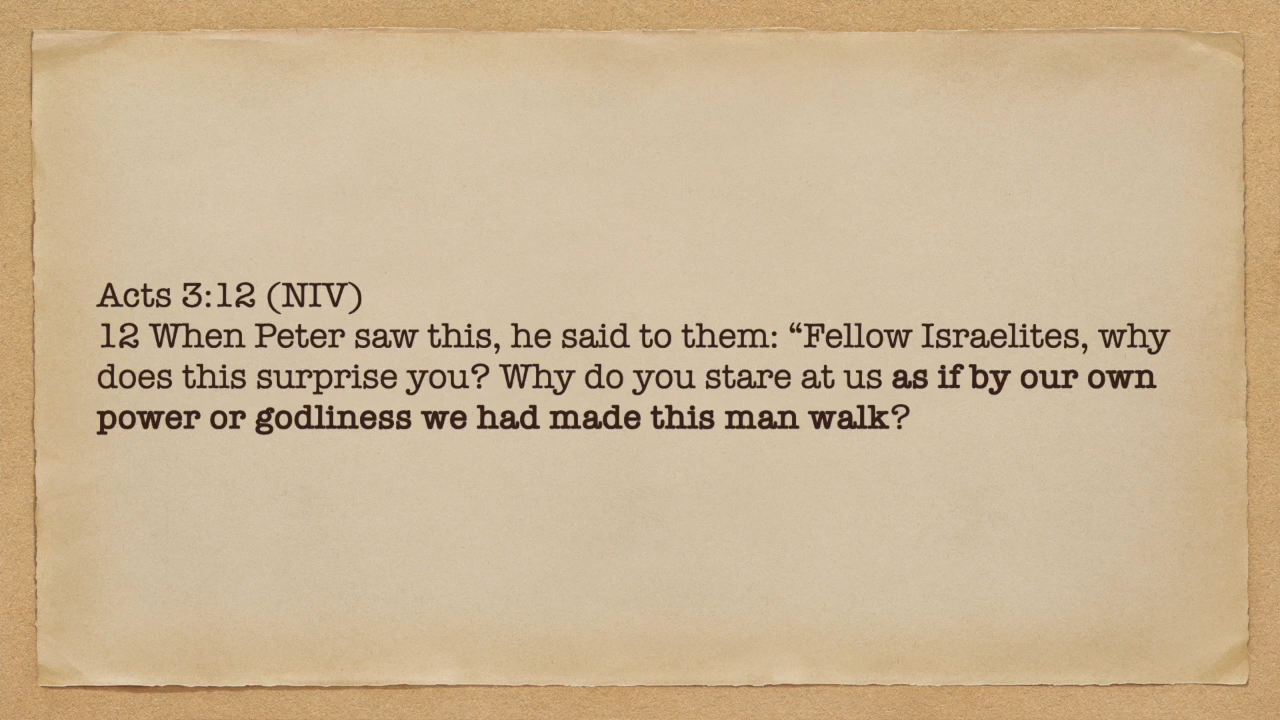 Acts 3:12 (NIV)
12 When Peter saw this, he said to them: “Fellow Israelites, why
does this surprise you? Why do you stare at us as if by our own
power or godliness we had made this man walk?